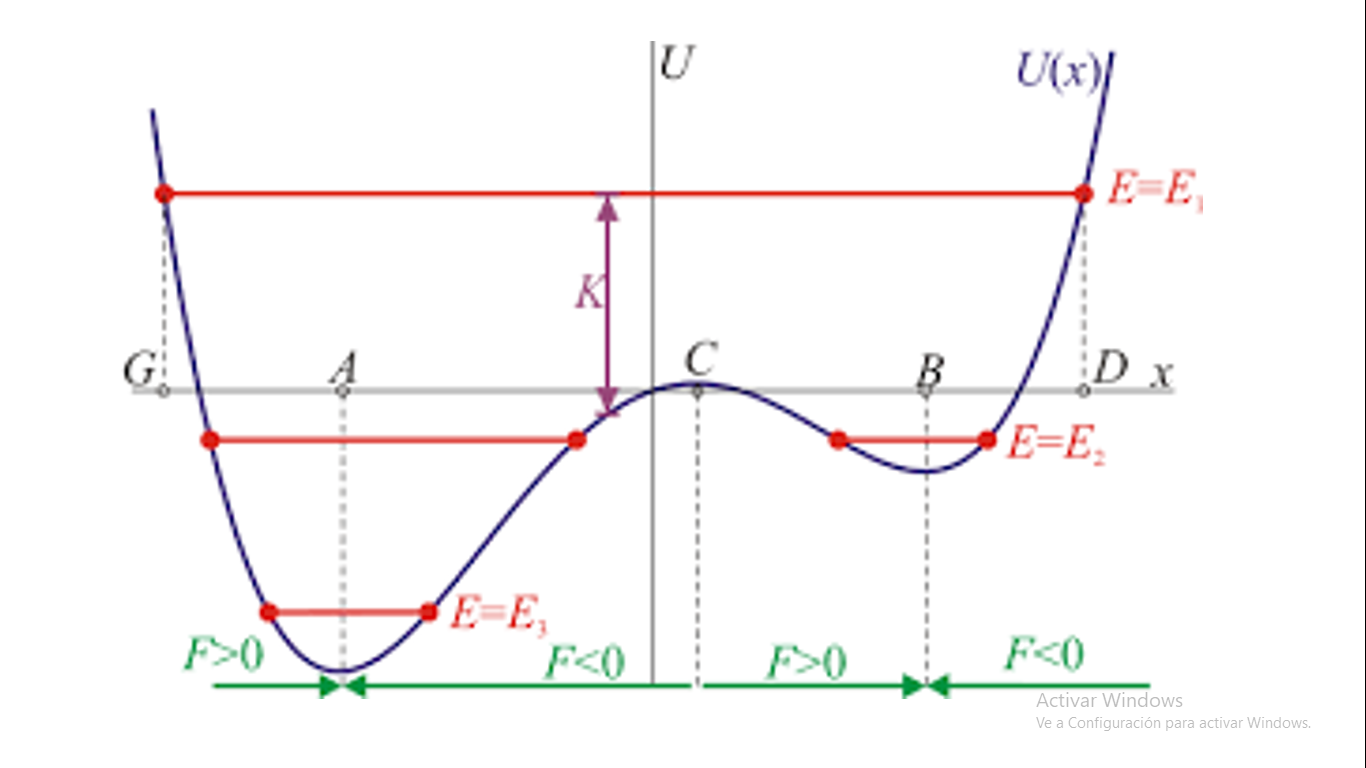 U
U(x)
E=E₁
K
G
A
C
B
D
x
E=E₂
E=E₃
F>0
F<0
F>0
F<0
Activar Windows
Ve a Configuración para activar Windows.